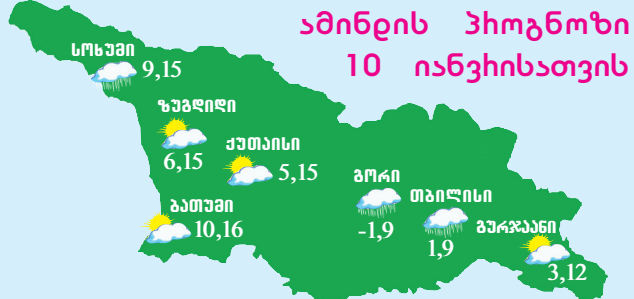 ამინდის პროგნოზი
10 იანვრისათვის
სოხუმი
9,15
ზუგდიდი
6,15
ქუთაისი
5,15
ბათუმი
10,16
გორი
-1,9
თბილისი
1,9
გურჯაანი
3,12